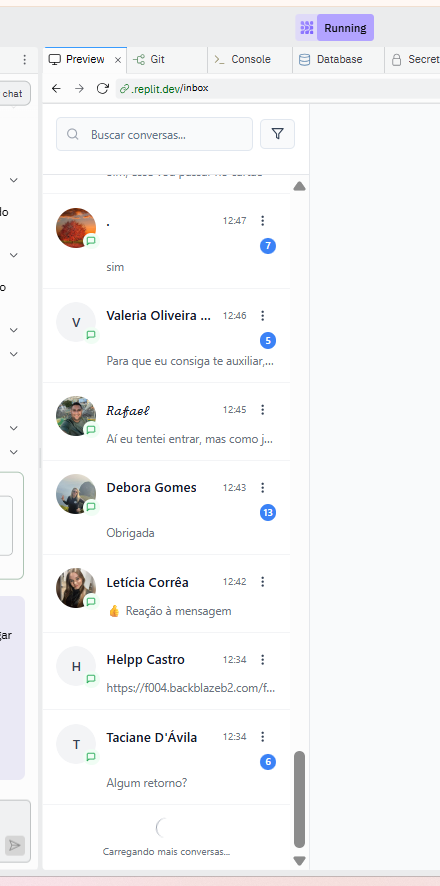 Running
Preview × Git Console Database Secret
chat
.replit.dev/inbox
Buscar conversas...
. 12:47
7
sim
V Valeria Oliveira ... 12:46
5
Para que eu consiga te auxiliar,...
𝓡𝓪𝓯𝓪𝓮𝓵 12:45
Aí eu tentei entrar, mas como j...
Debora Gomes 12:43
13
Obrigada
Letícia Corrêa 12:42
👍 Reação à mensagem
H Helpp Castro 12:34
https://f004.backblazeb2.com/f...
T Taciane D'Ávila 12:34
6
Algum retorno?
Carregando mais conversas...